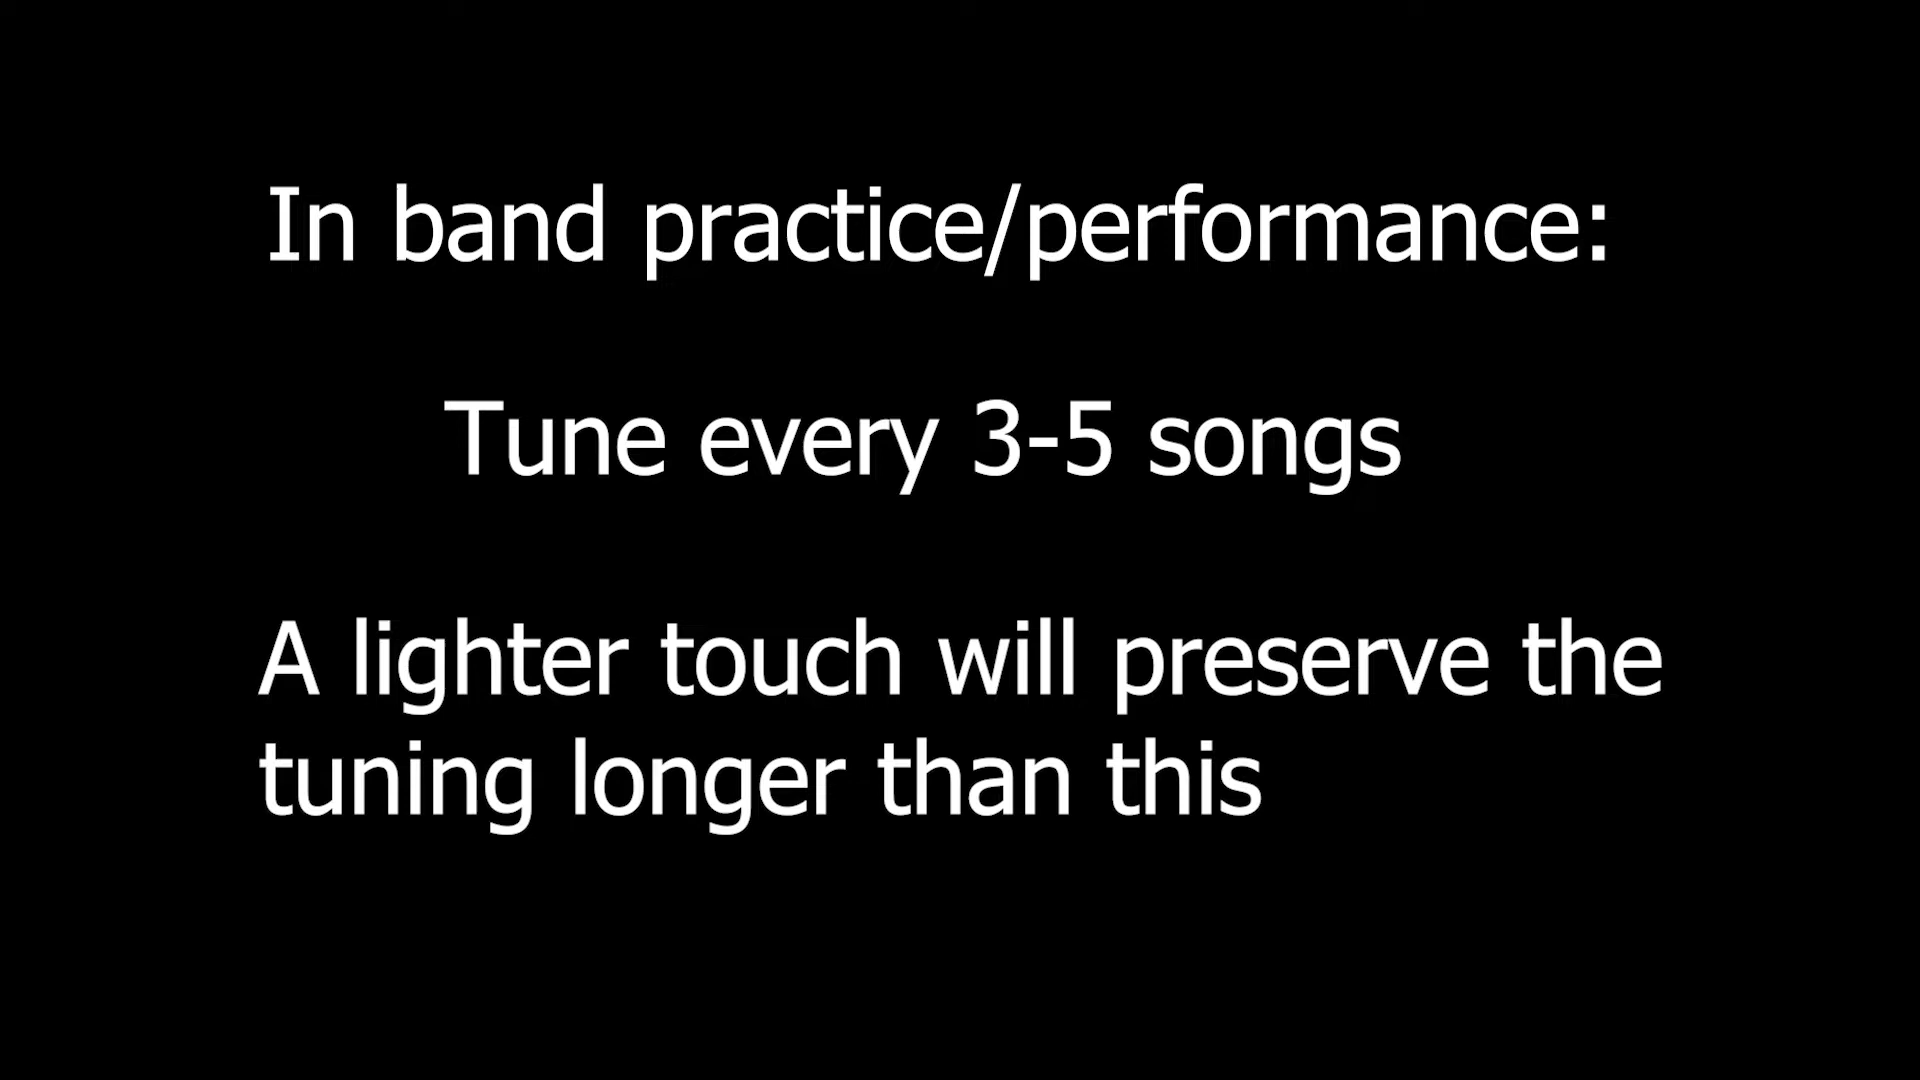 In band practice/performance:
Tune every 3-5 songs
A lighter touch will preserve the
tuning longer than this